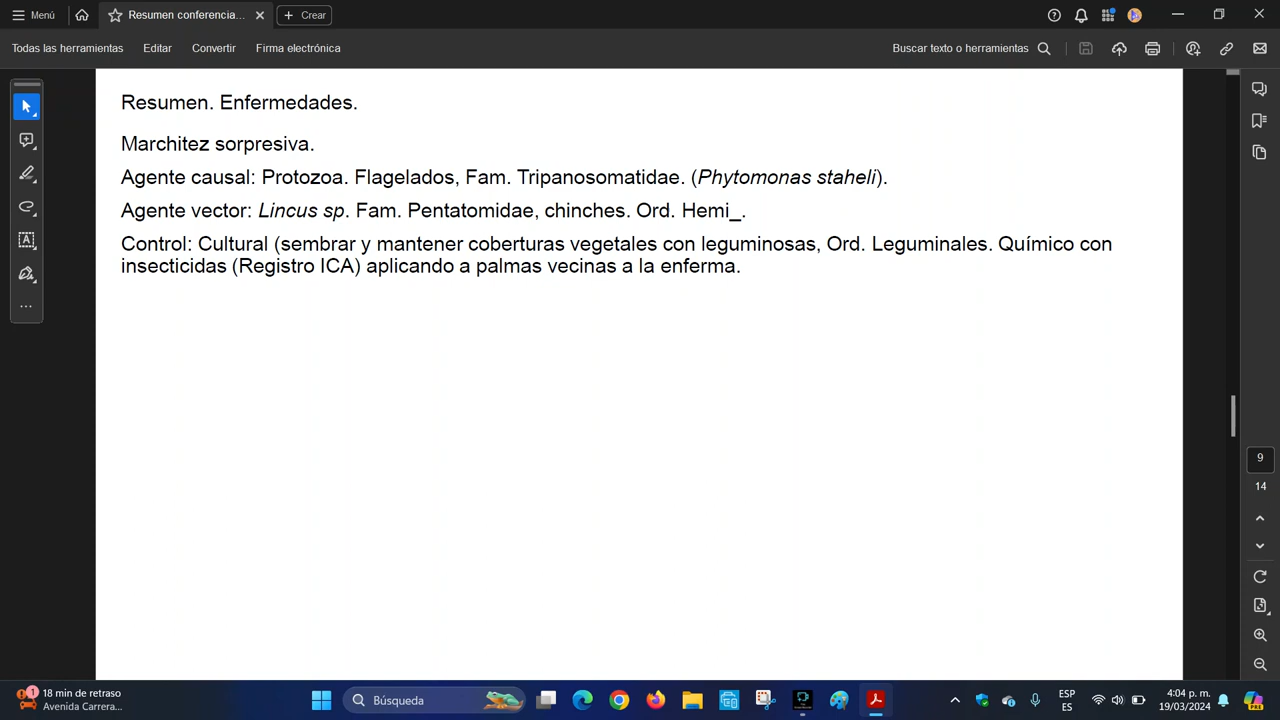 Menú
Resumen conferencia...
Crear
Todas las herramientas
Editar
Convertir
Firma electrónica
Buscar texto o herramientas
Resumen. Enfermedades.
Marchitez sorpresiva.
Agente causal: Protozoa. Flagelados, Fam. Tripanosomatidae. (Phytomonas staheli).
Agente vector: Lincus sp. Fam. Pentatomidae, chinches. Ord. Hemi_.
Control: Cultural (sembrar y mantener coberturas vegetales con leguminosas, Ord. Leguminales. Químico con
insecticidas (Registro ICA) aplicando a palmas vecinas a la enferma.
9
14
1
18 min de retraso
Avenida Carrera...
Búsqueda
ESP
ES
4:04 p. m.
19/03/2024